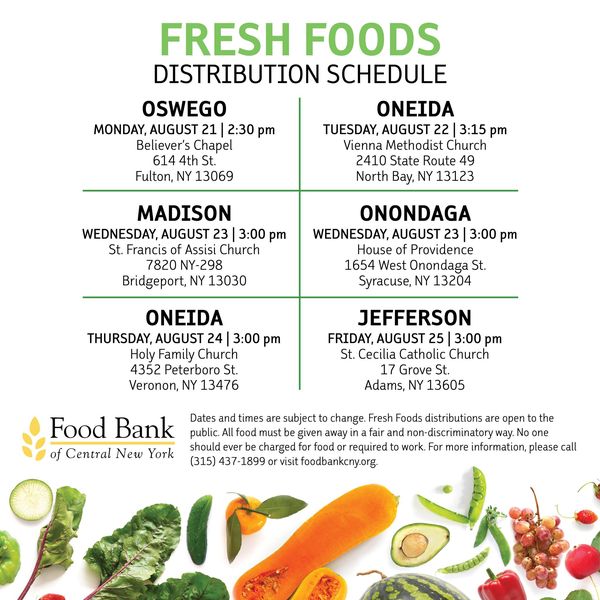 FRESH FOODS
DISTRIBUTION SCHEDULE
OSWEGO
MONDAY, AUGUST 21 | 2:30 pm
Believer's Chapel
614 4th St.
Fulton, NY 13069
ONEIDA
TUESDAY, AUGUST 22 | 3:15 pm
Vienna Methodist Church
2410 State Route 49
North Bay, NY 13123
MADISON
WEDNESDAY, AUGUST 23 | 3:00 pm
St. Francis of Assisi Church
7820 NY-298
Bridgeport, NY 13030
ONONDAGA
WEDNESDAY, AUGUST 23 | 3:00 pm
House of Providence
1654 West Onondaga St.
Syracuse, NY 13204
ONEIDA
THURSDAY, AUGUST 24 | 3:00 pm
Holy Family Church
4352 Peterboro St.
Veronon, NY 13476
JEFFERSON
FRIDAY, AUGUST 25 | 3:00 pm
St. Cecilia Catholic Church
17 Grove St.
Adams, NY 13605
Food Bank
of Central New York
Dates and times are subject to change. Fresh Foods distributions are open to the
public. All food must be given away in a fair and non-discriminatory way. No one
should ever be charged for food or required to work. For more information, please call
(315) 437-1899 or visit foodbankcny.org.